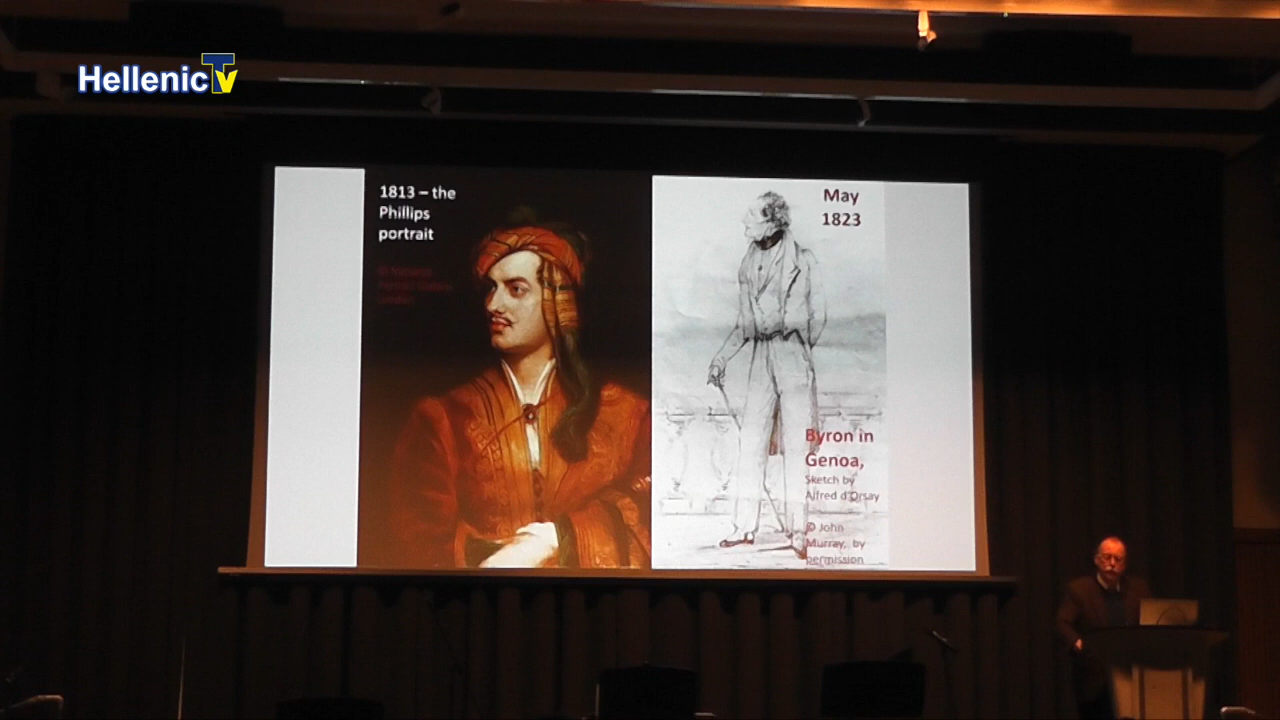 HellenicTv
1813 – the
Phillips
portrait
May
1823
Byron in
Genoa,
Sketch by
Alfred d'Orsay
© John
Murray, by
permission